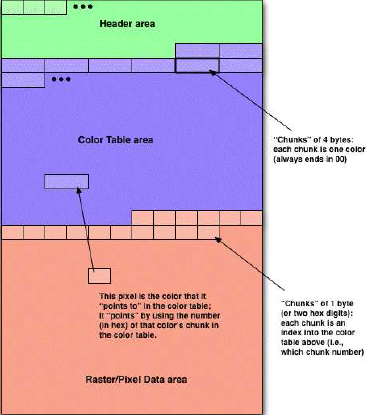 Header area
"Chunks" of 4 bytes:
each chunk is one color
(always ends in 00)
Color Table area
This pixel is the color that it
"points to" in the color table;
it "points" by using the number
(in hex) of that color's chunk in
the color table.
"Chunks" of 1 byte
(or two hex digits):
each chunk is an
index into the color
table above (i.e.,
which chunk number)
Raster/Pixel Data area